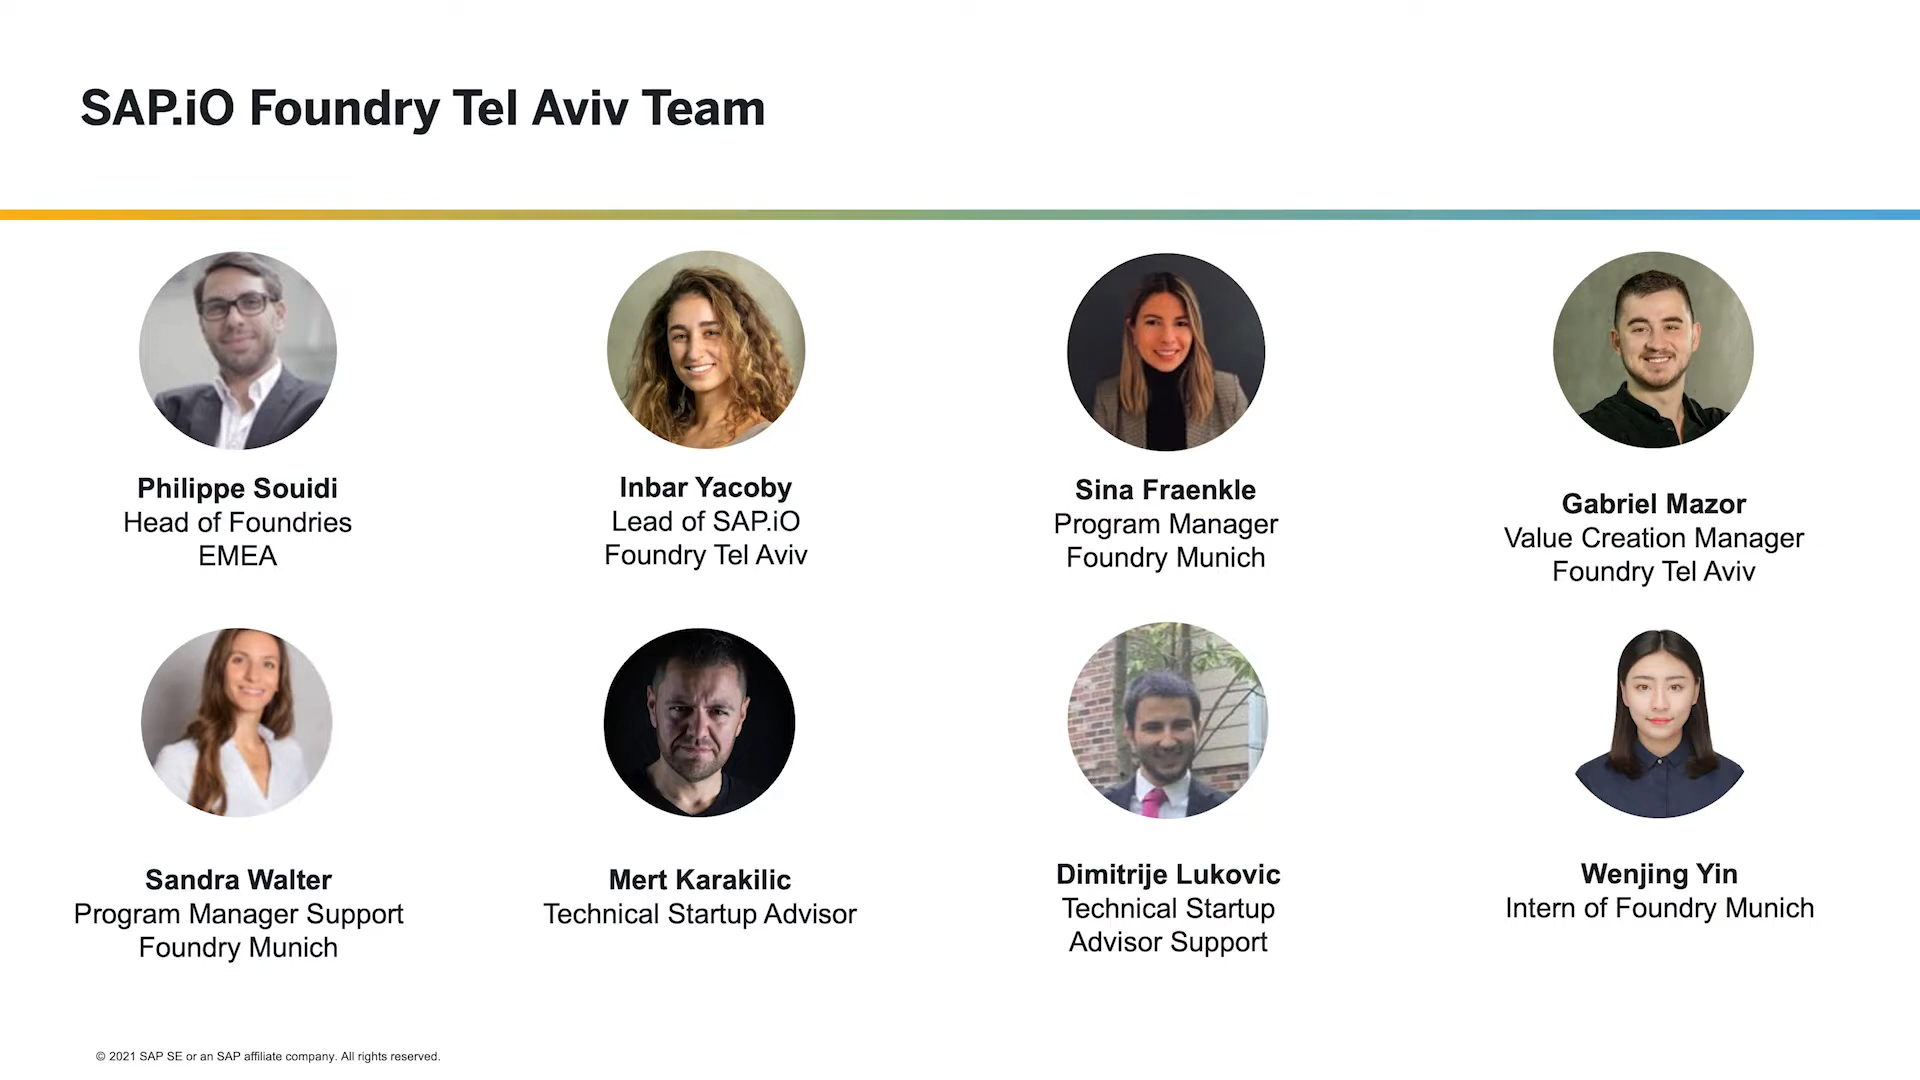 SAP.iO Foundry Tel Aviv Team
Philippe Souidi
Head of Foundries
EMEA
Inbar Yacoby
Lead of SAP.iO
Foundry Tel Aviv
Sina Fraenkle
Program Manager
Foundry Munich
Gabriel Mazor
Value Creation Manager
Foundry Tel Aviv
Sandra Walter
Program Manager Support
Foundry Munich
Mert Karakilic
Technical Startup Advisor
Dimitrije Lukovic
Technical Startup
Advisor Support
Wenjing Yin
Intern of Foundry Munich
© 2021 SAP SE or an SAP affiliate company. All rights reserved.